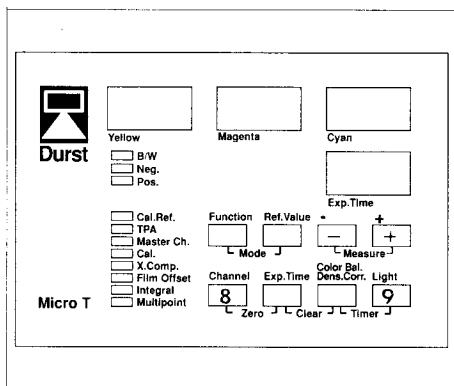 Yellow Magenta Cyan
Durst
B/W
Neg.
Pos.
Exp.Time
Cal.Ref.
TPA
Master Ch.
Cal.
X.Comp.
Film Offset
Integral
Multipoint
Function Ref.Value - +
− +
Mode Measure
Channel Exp.Time Color Bal. Dens.Corr. Light
8 9
Zero Clear Timer
Micro T